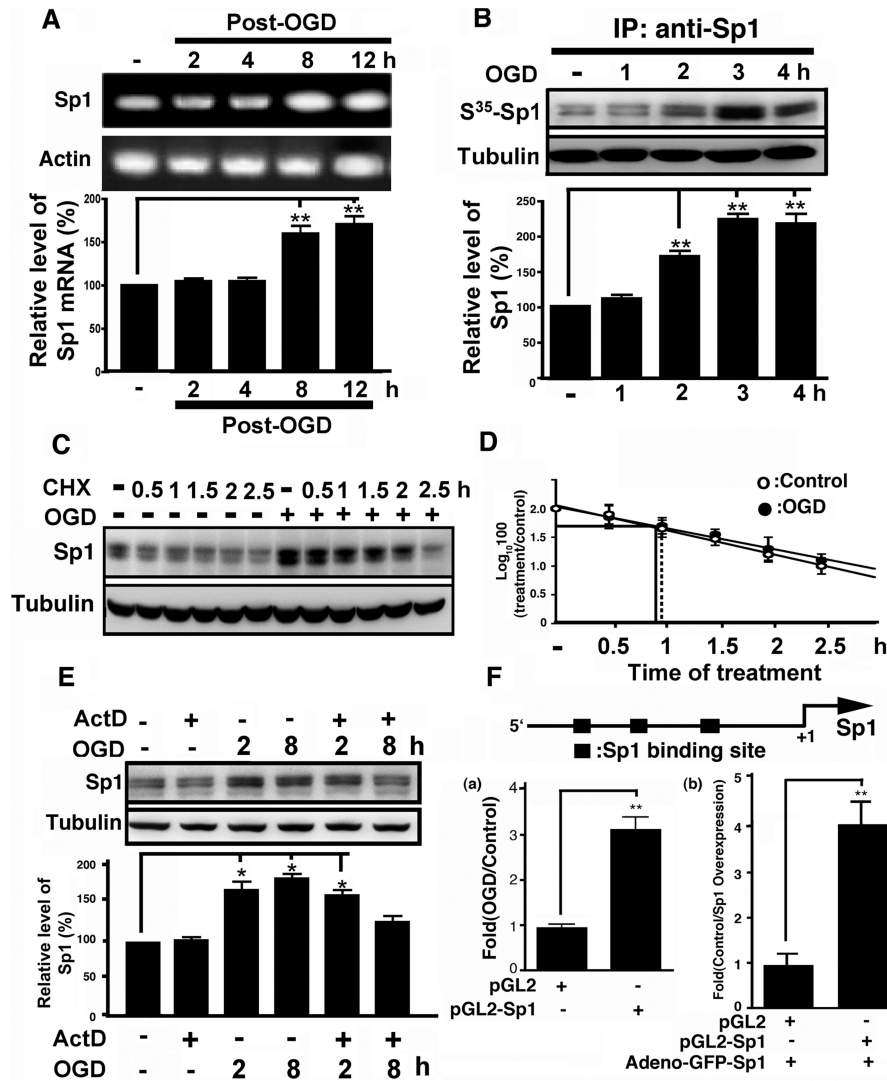 A
Post-OGD
- 2 4 8 12 h
Sp1
Actin
Relative level of
Sp1 mRNA (%)
200
150
100
50
0
** **
- 2 4 8 12 h
Post-OGD
B
IP: anti-Sp1
OGD - 1 2 3 4 h
S35-Sp1
Tubulin
Relative level of
Sp1 (%)
250
200
150
100
50
0
** ** **
- 1 2 3 4 h
C
CHX - 0.5 1 1.5 2 2.5 - 0.5 1 1.5 2 2.5 h
OGD - - - - - - + + + + + +
Sp1
Tubulin
D
:Control
:OGD
Log10100
(treatment/control)
2.0
1.5
1.0
0.5
0
- 0.5 1 1.5 2 2.5 h
Time of treatment
E
ActD - + - - + +
OGD - - 2 8 2 8 h
Sp1
Tubulin
Relative level of
Sp1 (%)
200
150
100
50
0
* * *
ActD - + - - + +
OGD - - 2 8 2 8 h
F
5‘
+1
Sp1
:Sp1 binding site
(a)
Fold(OGD/Control)
4
3
2
1
0
**
pGL2 + -
pGL2-Sp1 - +
(b)
Fold(Control/Sp1 Overexpression)
5
4
1
2
1
0
**
pGL2 + -
pGL2-Sp1 - +
Adeno-GFP-Sp1 + +